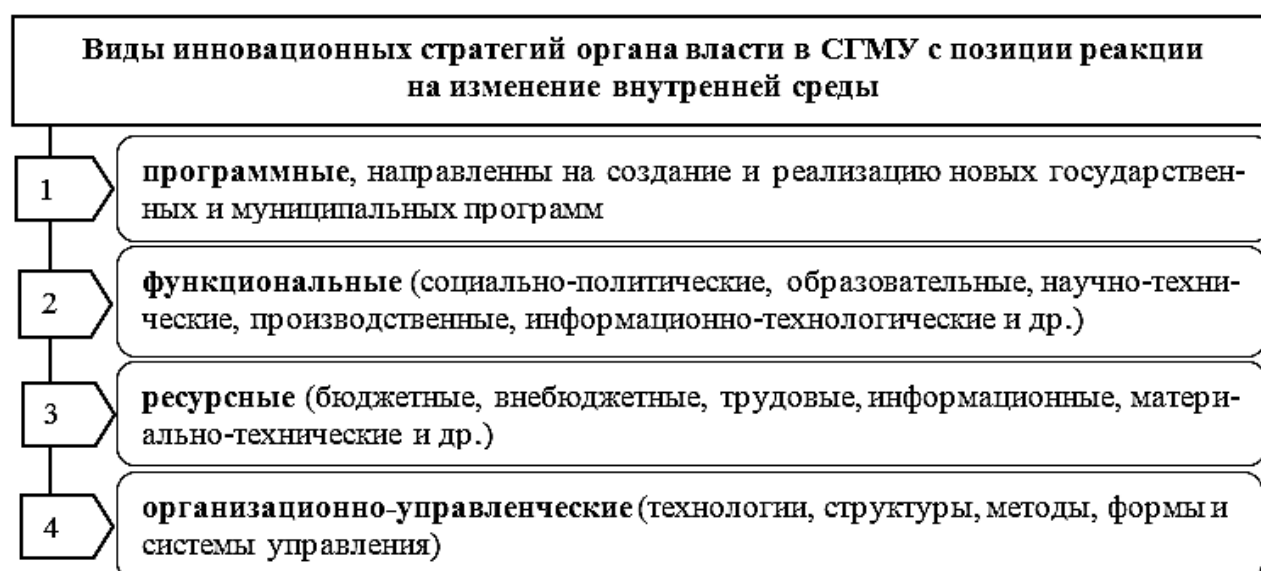 Виды инновационных стратегий органа власти в СГМУ с позиции реакции
на изменение внутренней среды
1
программные, направленны на создание и реализацию новых государствен-
ных и муниципальных программ
2
функциональные (социально-политические, образовательные, научно-техни-
ческие, производственные, информационно-технологические и др.)
3
ресурсные (бюджетные, внебюджетные, трудовые, информационные, матери-
ально-технические и др.)
4
организационно-управленческие (технологии, структуры, методы, формы и
системы управления)